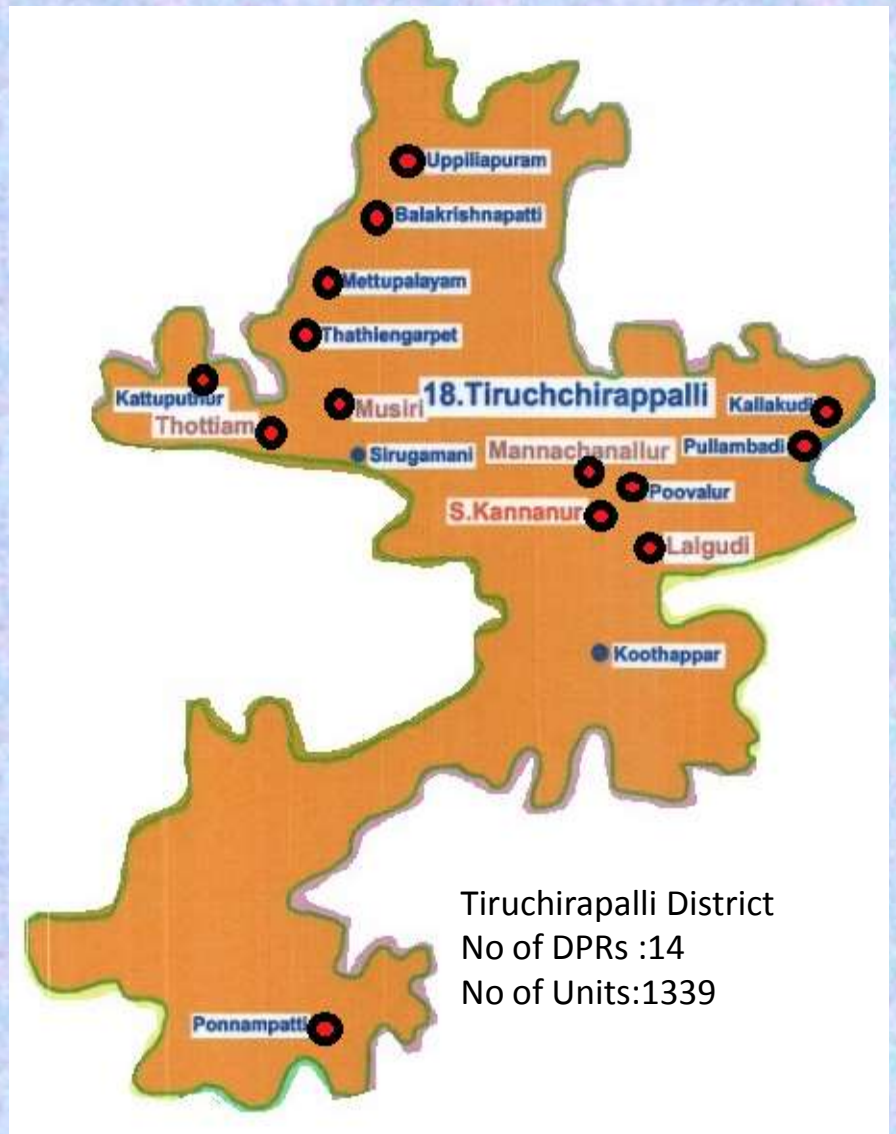 Uppiliapuram
Balakrishnapatti
Mettupalayam
Thathiengarpet
Kattuputhur
Thottiam
Musiri
18.Tiruchchirappalli
Kallakudi
Sirugamani
Mannachanallur
Pullambadi
Poovalur
S.Kannanur
Lalgudi
Koothappar
Tiruchirapalli District
No of DPRs :14
No of Units:1339
Ponnampatti